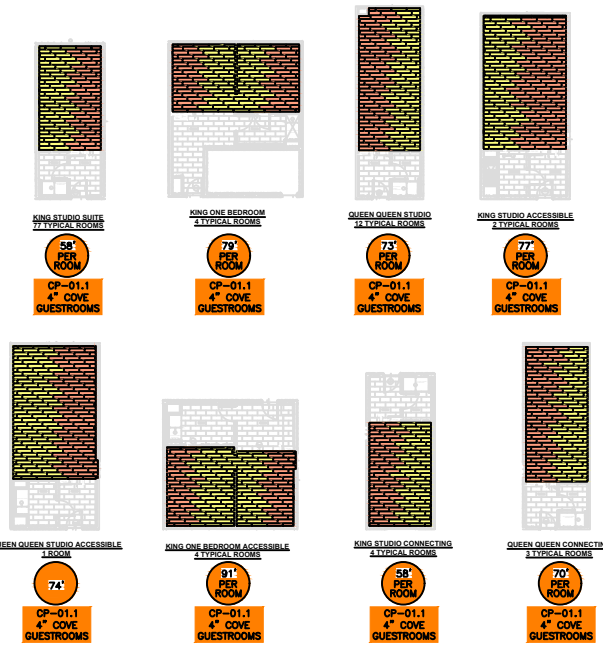 KING STUDIO SUITE
77 TYPICAL ROOMS
58'
PER
ROOM
CP-01.1
4" COVE
GUESTROOMS
KING ONE BEDROOM
4 TYPICAL ROOMS
79'
PER
ROOM
CP-01.1
4" COVE
GUESTROOMS
QUEEN QUEEN STUDIO
12 TYPICAL ROOMS
73'
PER
ROOM
CP-01.1
4" COVE
GUESTROOMS
KING STUDIO ACCESSIBLE
2 TYPICAL ROOMS
77'
PER
ROOM
CP-01.1
4" COVE
GUESTROOMS
UEEN QUEEN STUDIO ACCESSIBLE
1 ROOM
74'
CP-01.1
4" COVE
GUESTROOMS
KING ONE BEDROOM ACCESSIBLE
4 TYPICAL ROOMS
91'
PER
ROOM
CP-01.1
4" COVE
GUESTROOMS
KING STUDIO CONNECTING
4 TYPICAL ROOMS
58'
PER
ROOM
CP-01.1
4" COVE
GUESTROOMS
QUEEN QUEEN CONNECTIN
3 TYPICAL ROOMS
70'
PER
ROOM
CP-01.1
4" COVE
GUESTROOMS